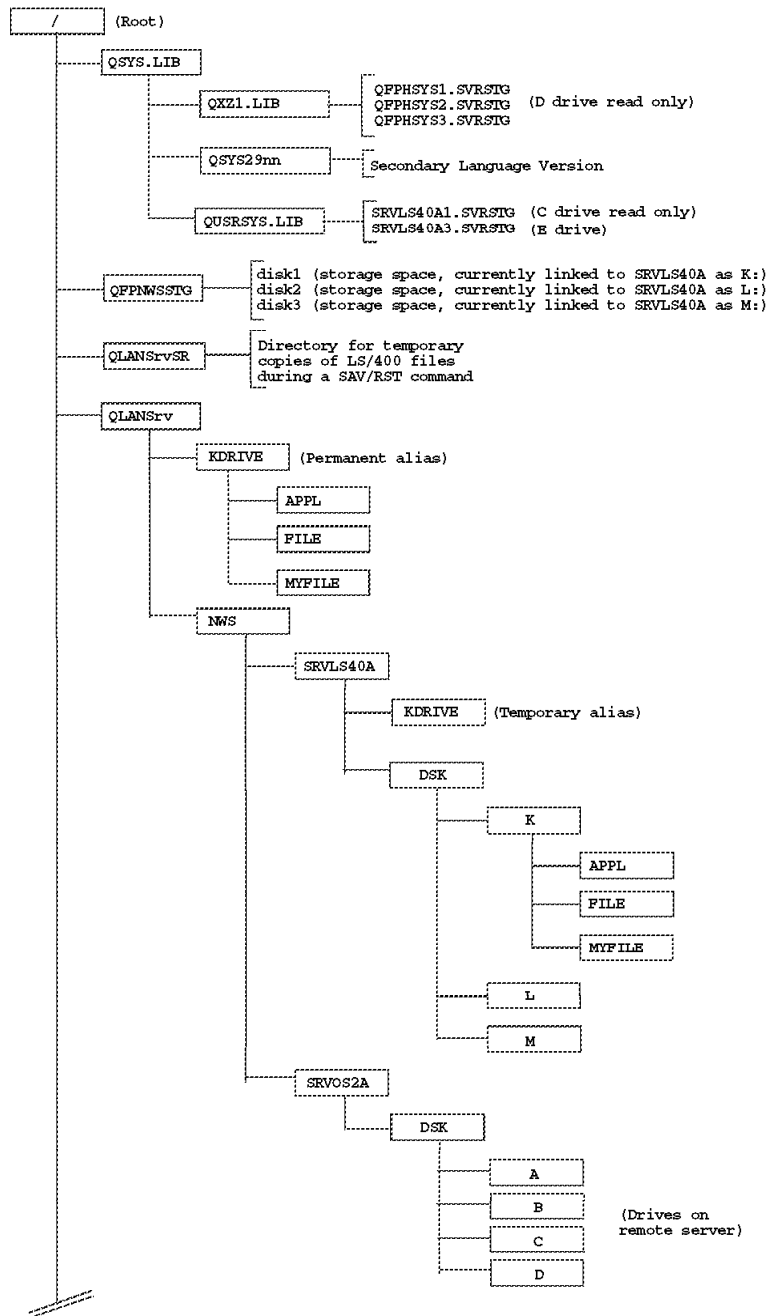 / (Root)
QSYS.LIB
QXZ1.LIB
QFPHSYS1.SVRSTG
QFPHSYS2.SVRSTG (D drive read only)
QFPHSYS3.SVRSTG
QSYS29nn
Secondary Language Version
QUSRSYS.LIB
SRVLS40A1.SVRSTG (C drive read only)
SRVLS40A3.SVRSTG (E drive)
QFPNWSSTG
disk1 (storage space, currently linked to SRVLS40A as K:)
disk2 (storage space, currently linked to SRVLS40A as L:)
disk3 (storage space, currently linked to SRVLS40A as M:)
QLANSrvSR
Directory for temporary
copies of LS/400 files
during a SAV/RST command
QLANSrv
KDRIVE (Permanent alias)
APPL
FILE
MYFILE
NWS
SRVLS40A
KDRIVE (Temporary alias)
DSK
K
APPL
FILE
MYFILE
L
M
SRVOS2A
DSK
A
B
C
D
(Drives on
remote server)